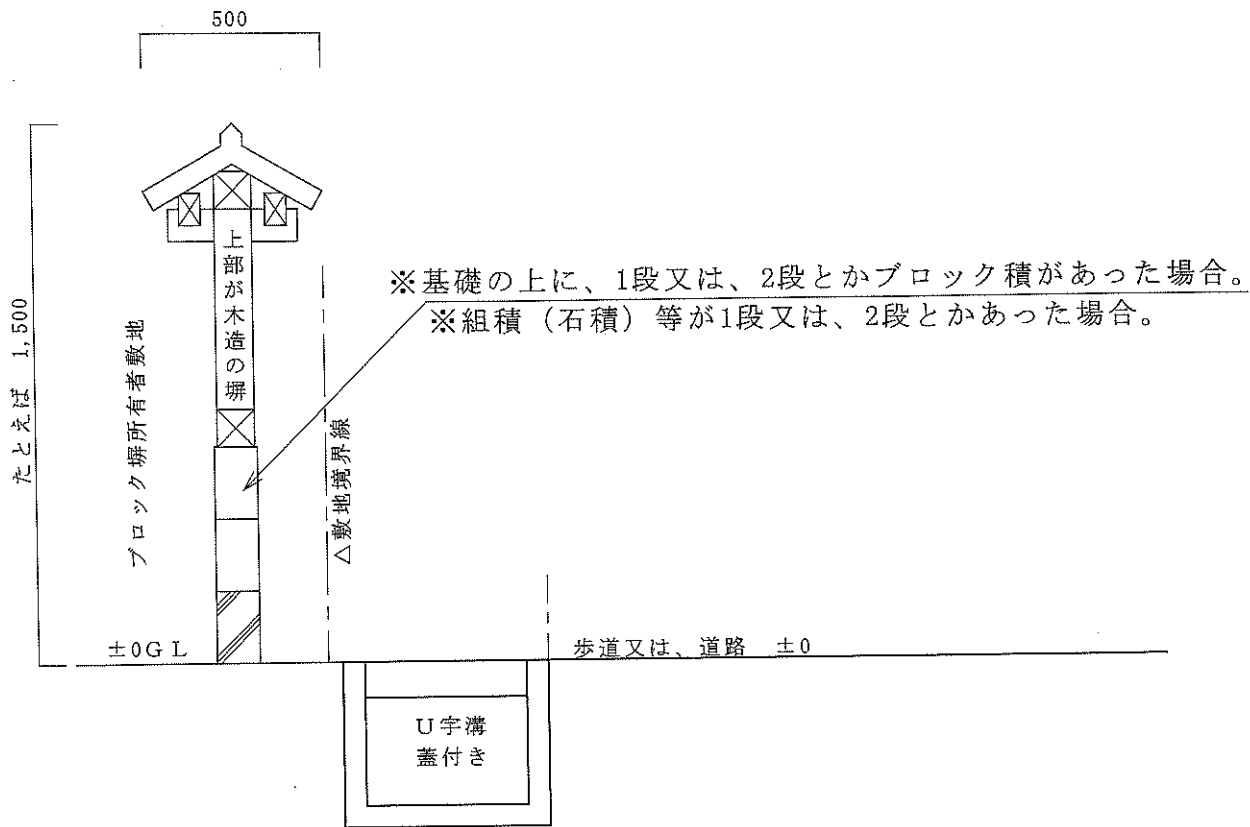 500
たとえば 1,500
上部が木造の塀
ブロック塀所有者敷地
△敷地境界線
※基礎の上に、1段又は、2段とかブロック積があった場合。
※組積（石積）等が1段又は、2段とかあった場合。
±0GL
歩道又は、道路 ±0
U字溝
蓋付き